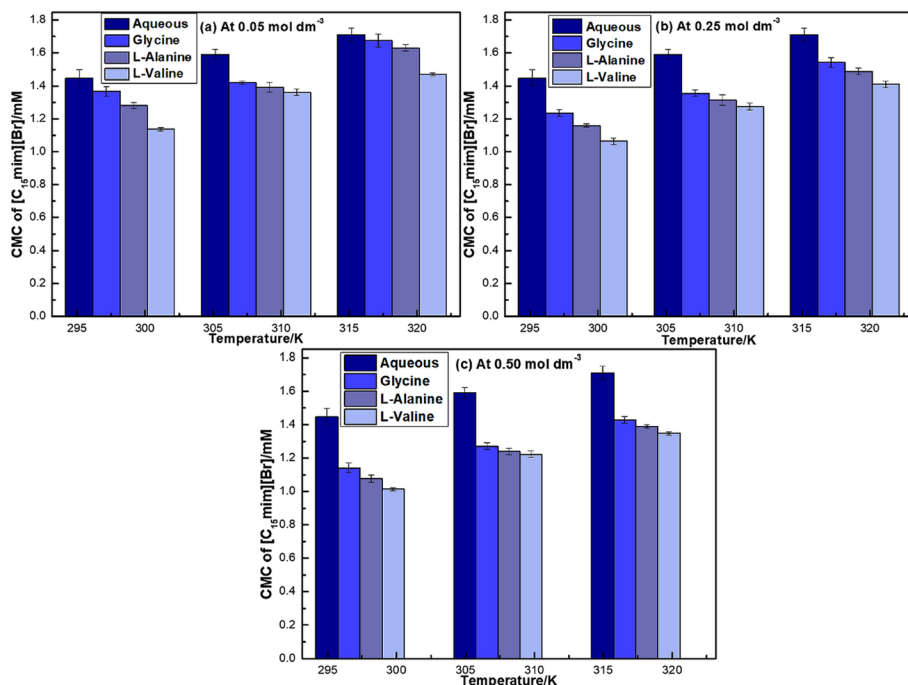 (a) At 0.05 mol dm⁻³
Aqueous
Glycine
L-Alanine
L-Valine
CMC of [C₁₅mim][Br]/mM
1.8
1.6
1.4
1.2
1.0
0.8
0.6
0.4
0.2
0.0
295 300 305 310 315 320
Temperature/K
(b) At 0.25 mol dm⁻³
Aqueous
Glycine
L-Alanine
L-Valine
CMC of [C₁₅mim][Br]/mM
1.8
1.6
1.4
1.2
1.0
0.8
0.6
0.4
0.2
0.0
295 300 305 310 315 320
Temperature/K
(c) At 0.50 mol dm⁻³
Aqueous
Glycine
L-Alanine
L-Valine
CMC of [C₁₅mim][Br]/mM
1.8
1.6
1.4
1.2
1.0
0.8
0.6
0.4
0.2
0.0
295 300 305 310 315 320
Temperature/K